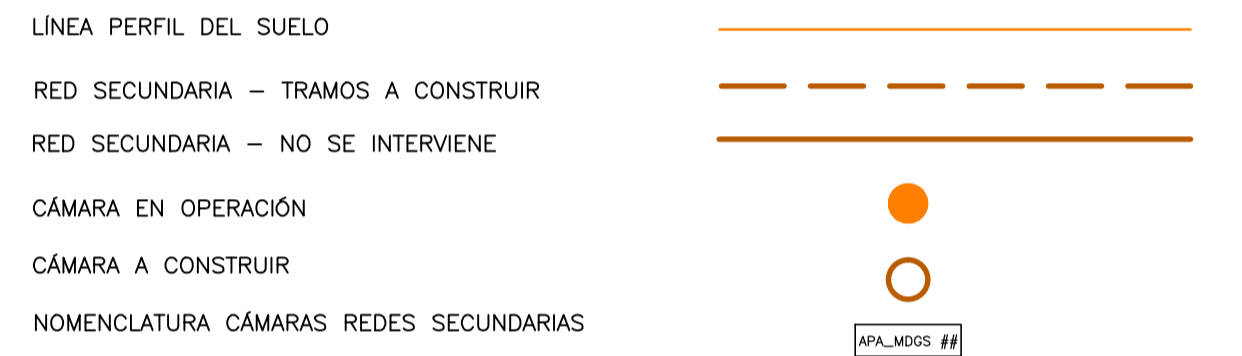 LÍNEA PERFIL DEL SUELO
RED SECUNDARIA – TRAMOS A CONSTRUIR
RED SECUNDARIA – NO SE INTERVIENE
CÁMARA EN OPERACIÓN
CÁMARA A CONSTRUIR
NOMENCLATURA CÁMARAS REDES SECUNDARIAS
APA_MDGS ##